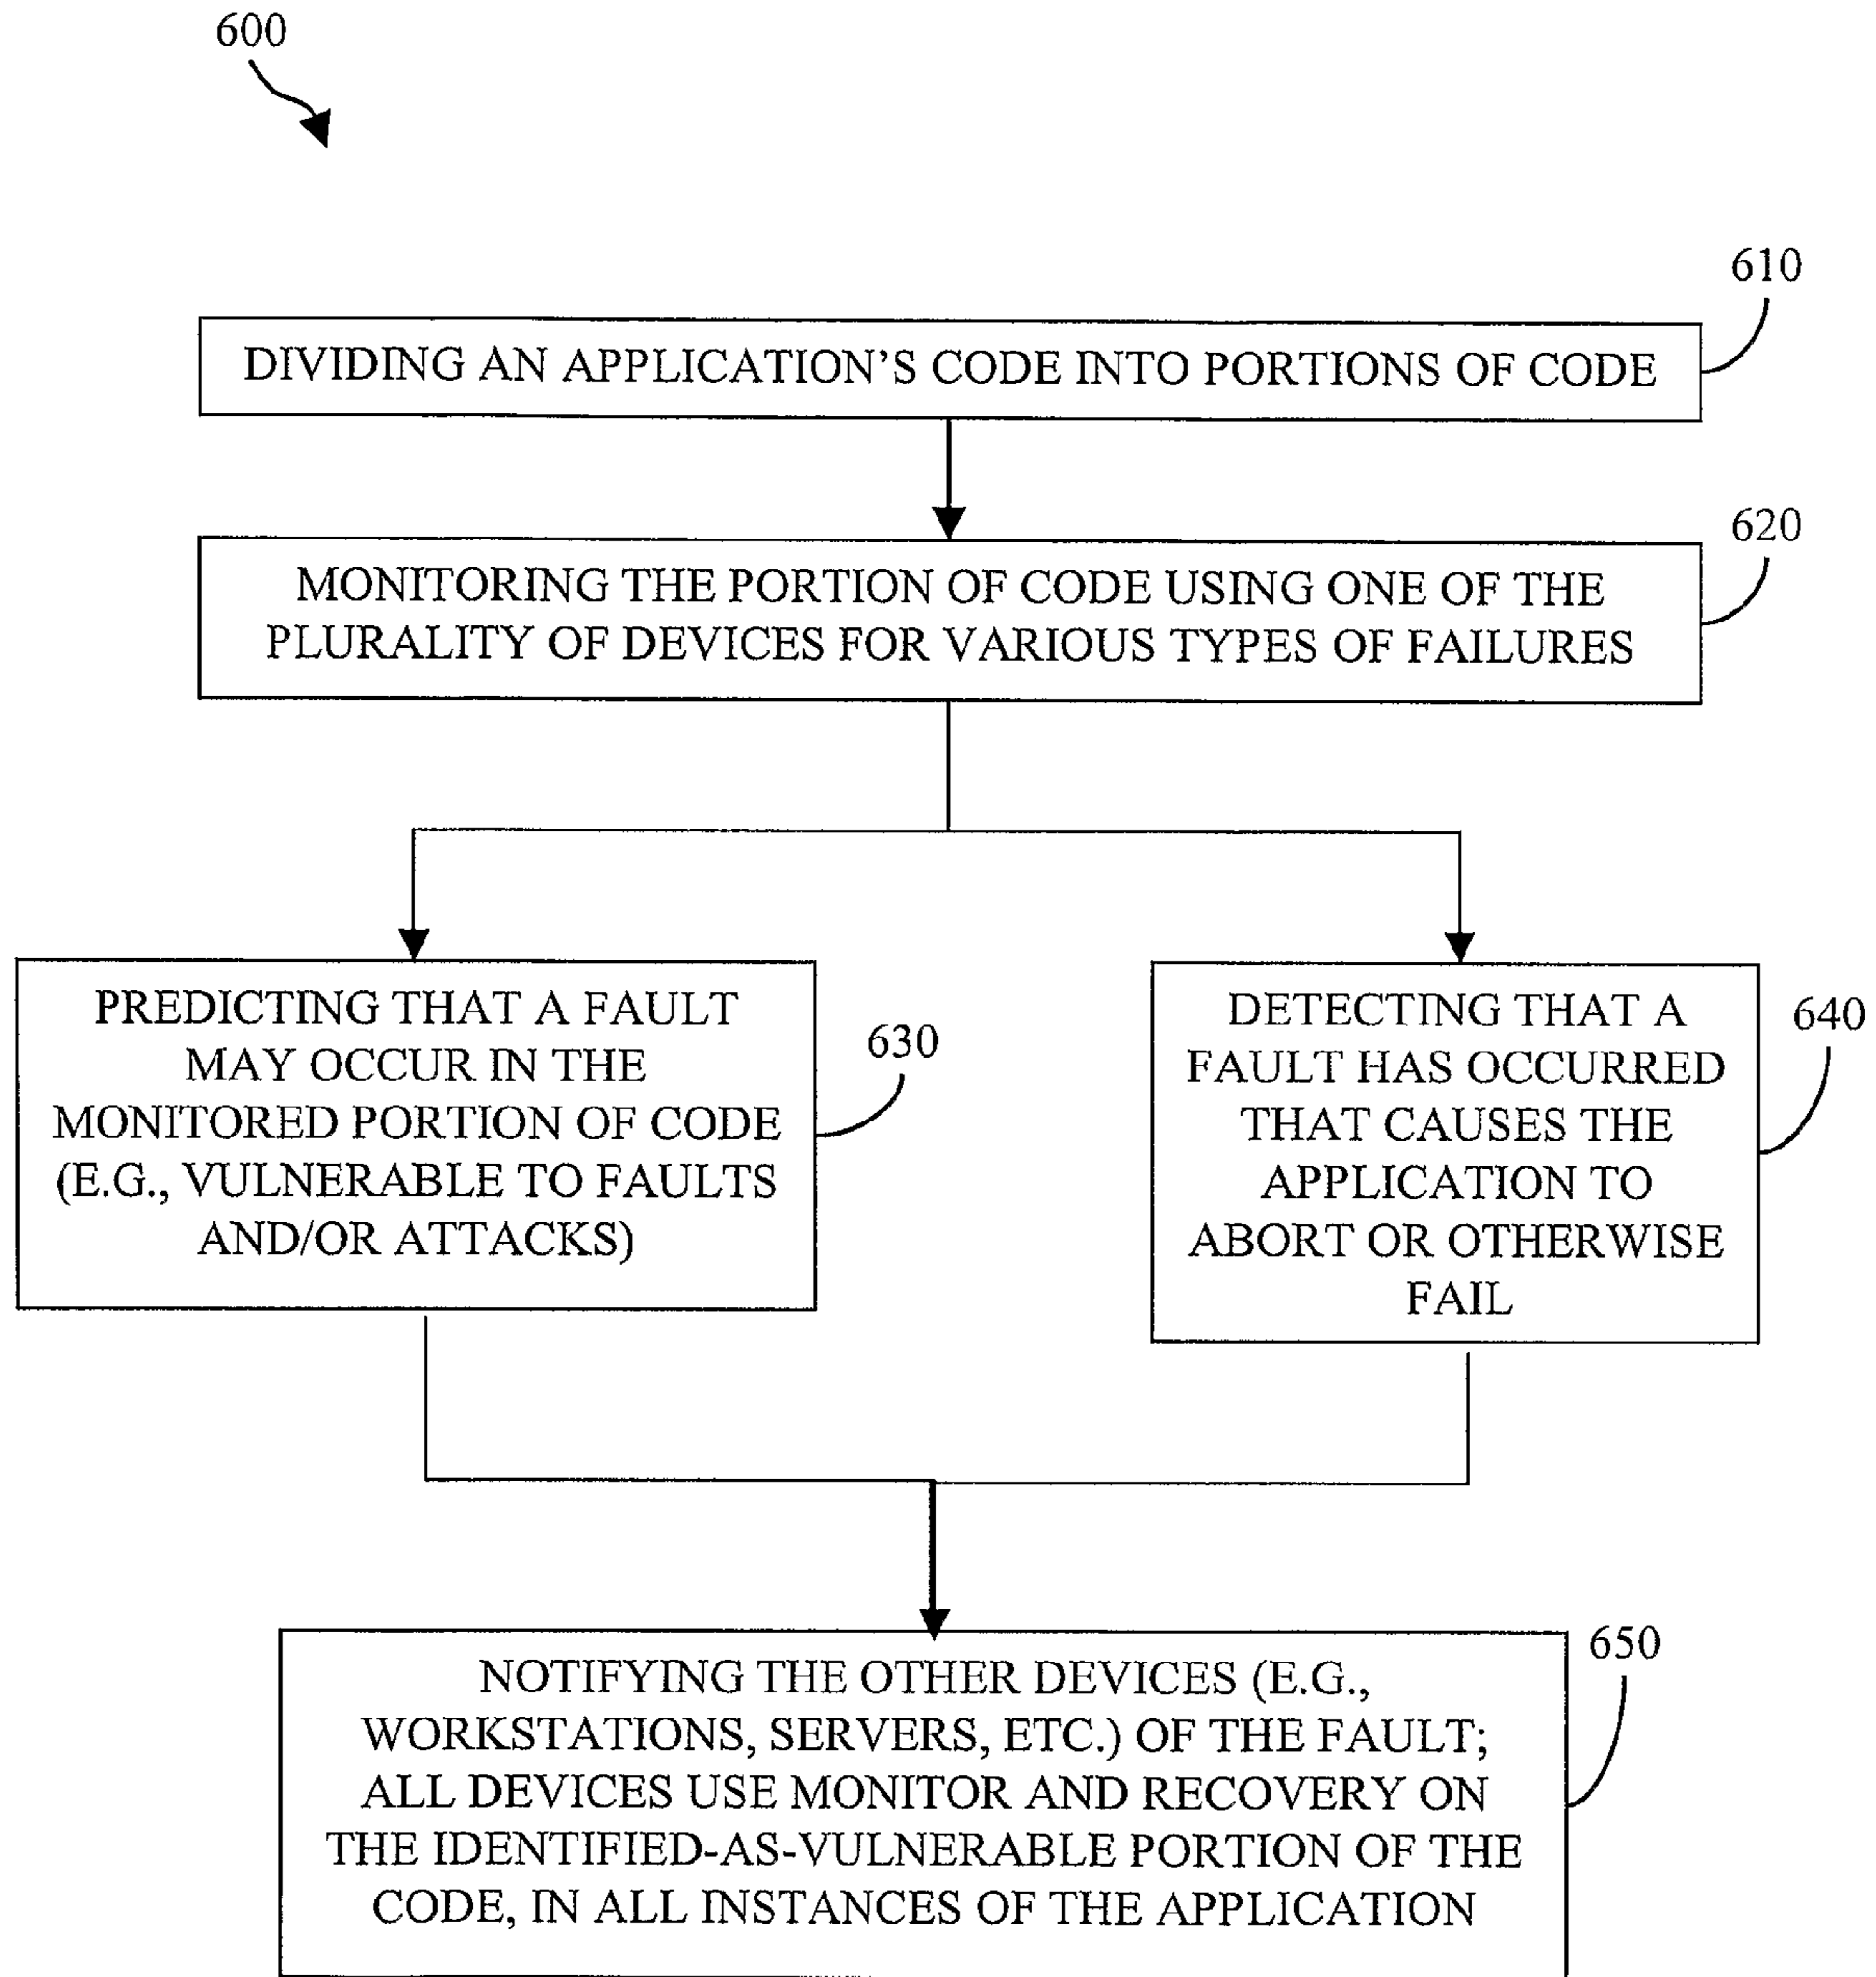 600
610
DIVIDING AN APPLICATION'S CODE INTO PORTIONS OF CODE
620
MONITORING THE PORTION OF CODE USING ONE OF THE
PLURALITY OF DEVICES FOR VARIOUS TYPES OF FAILURES
PREDICTING THAT A FAULT
MAY OCCUR IN THE
MONITORED PORTION OF CODE
(E.G., VULNERABLE TO FAULTS
AND/OR ATTACKS)
630
DETECTING THAT A
FAULT HAS OCCURRED
THAT CAUSES THE
APPLICATION TO
ABORT OR OTHERWISE
FAIL
640
650
NOTIFYING THE OTHER DEVICES (E.G.,
WORKSTATIONS, SERVERS, ETC.) OF THE FAULT;
ALL DEVICES USE MONITOR AND RECOVERY ON
THE IDENTIFIED-AS-VULNERABLE PORTION OF THE
CODE, IN ALL INSTANCES OF THE APPLICATION